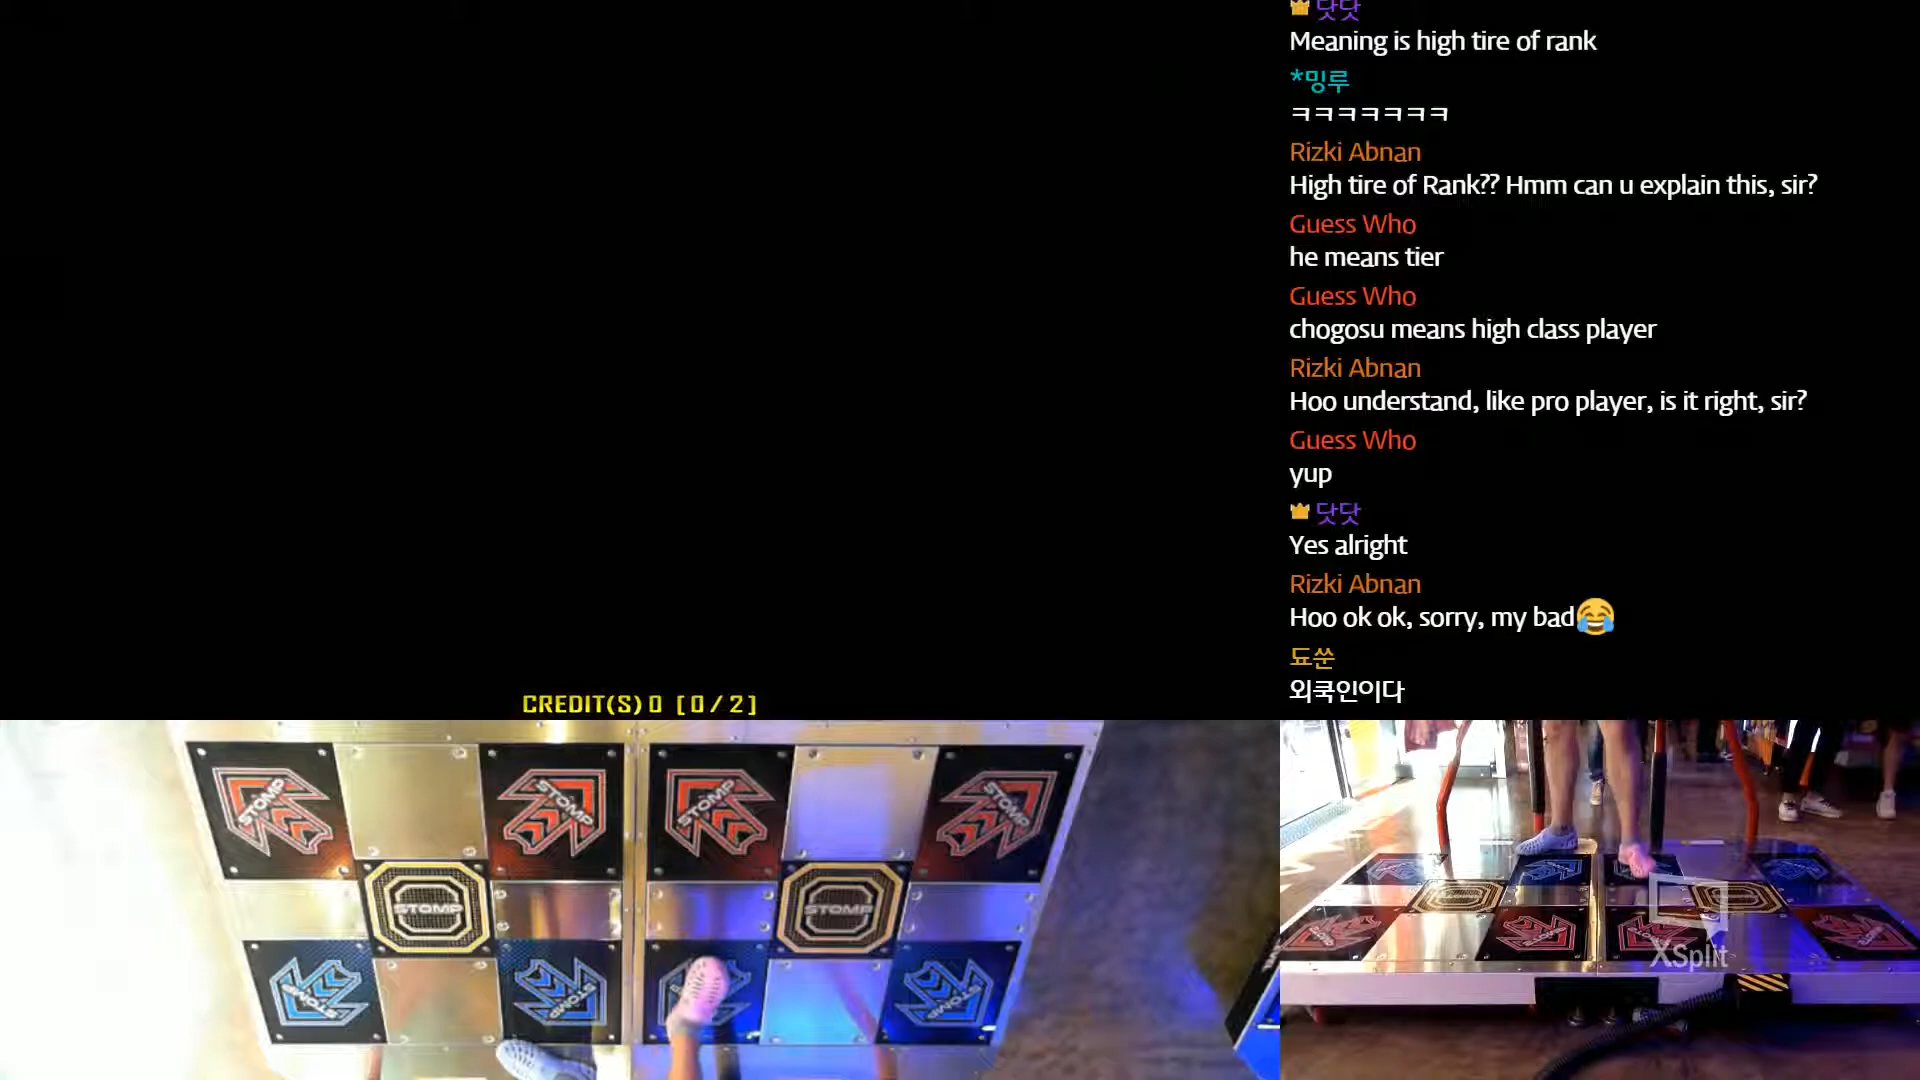 닷닷
Meaning is high tire of rank
*밍루
ㅋㅋㅋㅋㅋㅋㅋ
Rizki Abnan
High tire of Rank?? Hmm can u explain this, sir?
Guess Who
he means tier
Guess Who
chogosu means high class player
Rizki Abnan
Hoo understand, like pro player, is it right, sir?
Guess Who
yup
닷닷
Yes alright
Rizki Abnan
Hoo ok ok, sorry, my bad😂
됴쑨
외쿡인이다
CREDIT(S) 0 [0/2]
STOMP
STOMP
STOMP
STOMP
STOMP
STOMP
STOMP
STOMP
STOMP
XSplit